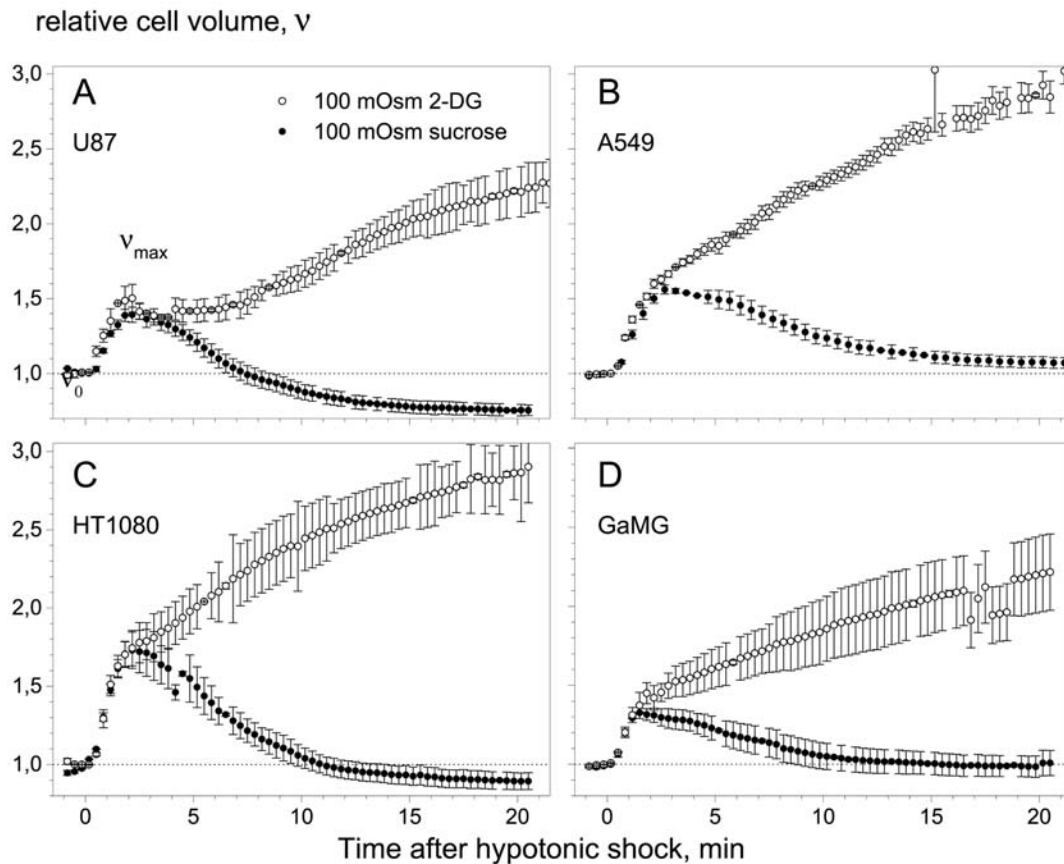 relative cell volume, ν
3,0
2,5
2,0
1,5
1,0
A
U87
νmax
ν0
100 mOsm 2-DG
100 mOsm sucrose
B
A549
3,0
2,5
2,0
1,5
1,0
C
HT1080
D
GaMG
0 5 10 15 20
0 5 10 15 20
Time after hypotonic shock, min